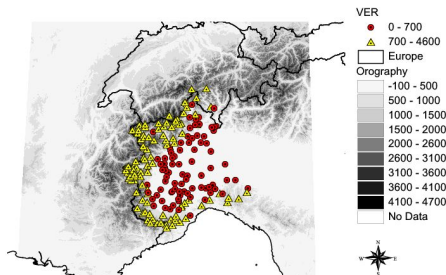 VER
0 - 700
700 - 4600
Europe
Orography
-100 - 500
500 - 1000
1000 - 1500
1500 - 2000
2000 - 2600
2600 - 3100
3100 - 3600
3600 - 4100
4100 - 4700
No Data
N
W E
S